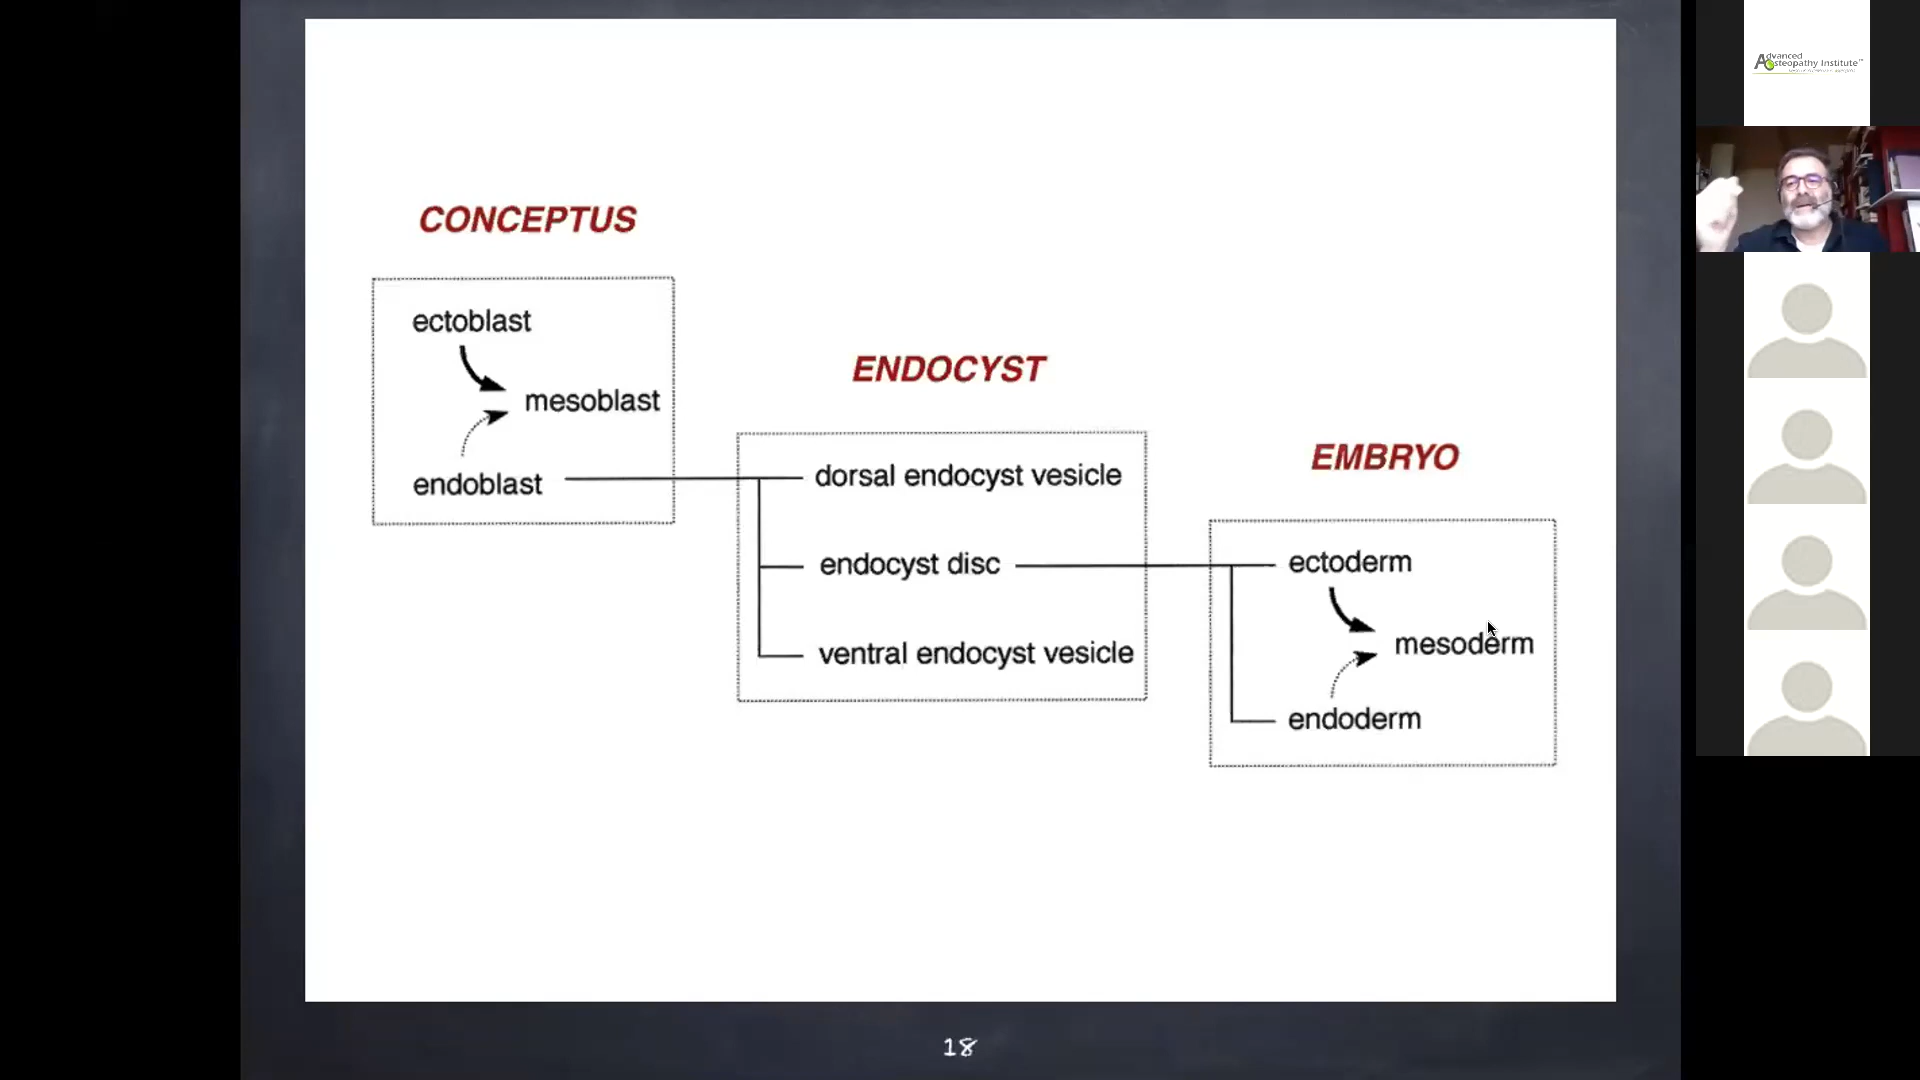 CONCEPTUS
ectoblast
mesoblast
endoblast
ENDOCYST
dorsal endocyst vesicle
endocyst disc
ventral endocyst vesicle
EMBRYO
ectoderm
mesoderm
endoderm
18
Advanced
Osteopathy Institute